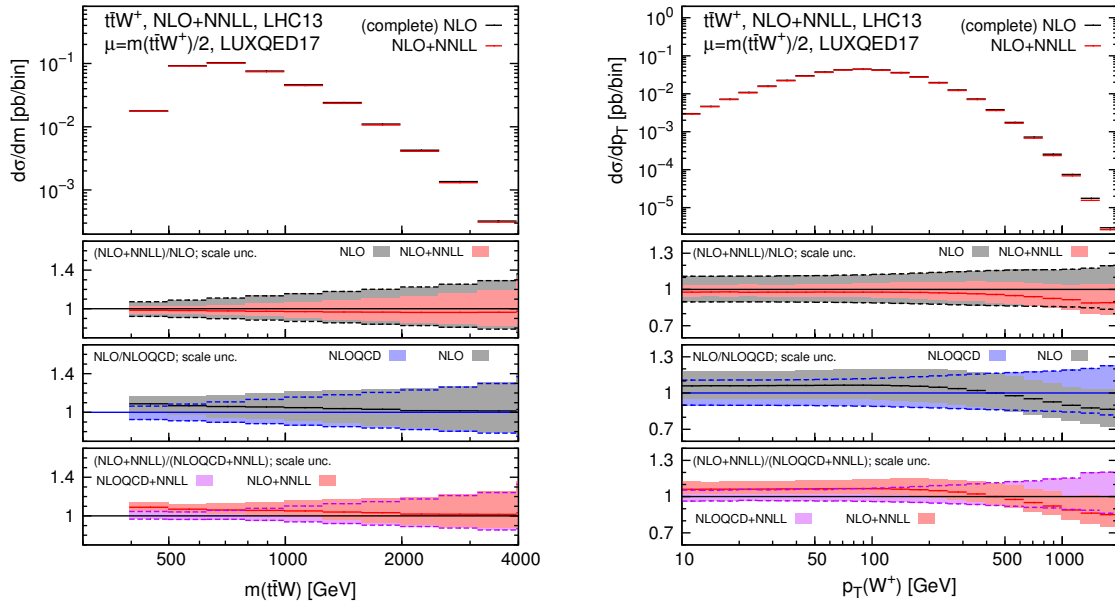 tt̄W⁺, NLO+NNLL, LHC13
μ=m(tt̄W⁺)/2, LUXQED17
(complete) NLO
NLO+NNLL
dσ/dm [pb/bin]
10⁻¹
10⁻²
10⁻³
(NLO+NNLL)/NLO; scale unc.
NLO
NLO+NNLL
1.4
1
NLO/NLOQCD; scale unc.
NLOQCD
NLO
1.4
1
(NLO+NNLL)/(NLOQCD+NNLL); scale unc.
NLOQCD+NNLL
NLO+NNLL
1.4
1
500 1000 2000 4000
m(tt̄W) [GeV]
tt̄W⁺, NLO+NNLL, LHC13
μ=m(tt̄W⁺)/2, LUXQED17
(complete) NLO
NLO+NNLL
dσ/dp_T [pb/bin]
10⁰
10⁻¹
10⁻²
10⁻³
10⁻⁴
10⁻⁵
(NLO+NNLL)/NLO; scale unc.
NLO
NLO+NNLL
1.3
1
0.7
NLO/NLOQCD; scale unc.
NLOQCD
NLO
1.3
1
0.7
(NLO+NNLL)/(NLOQCD+NNLL); scale unc.
NLOQCD+NNLL
NLO+NNLL
1.3
1
0.7
10 50 100 500 1000
p_T(W⁺) [GeV]